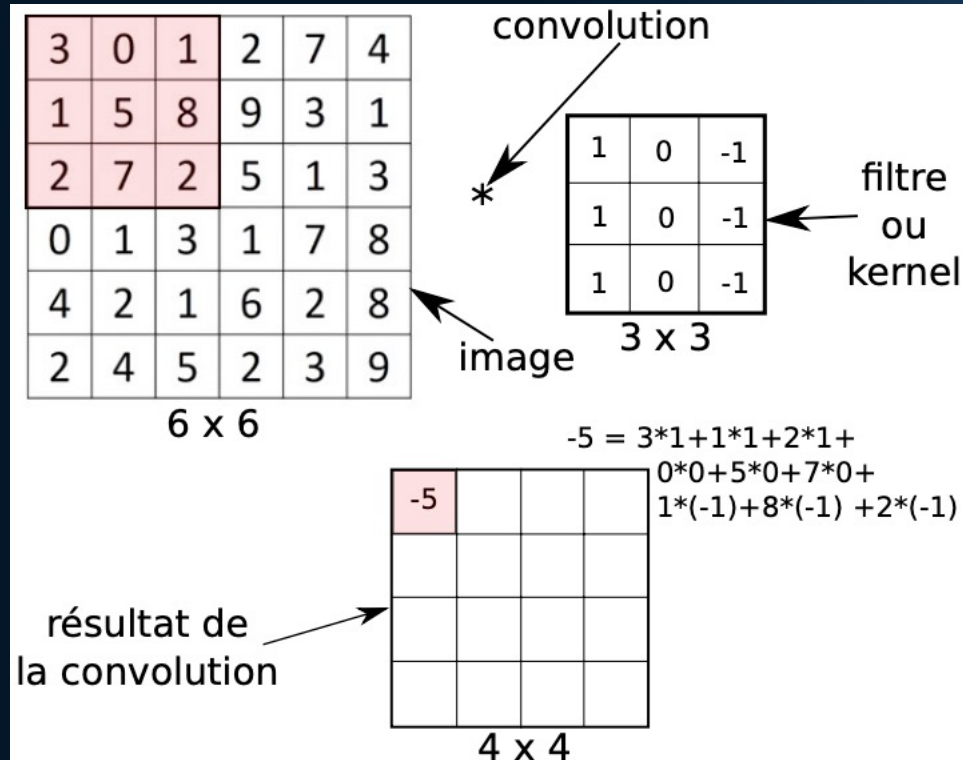 convolution
3 0 1 2 7 4
1 5 8 9 3 1
2 7 2 5 1 3
0 1 3 1 7 8
4 2 1 6 2 8
2 4 5 2 3 9
6 x 6
image
*
1 0 -1
1 0 -1
1 0 -1
3 x 3
filtre
ou
kernel
-5 = 3*1+1*1+2*1+
0*0+5*0+7*0+
1*(-1)+8*(-1) +2*(-1)
-5
résultat de
la convolution
4 x 4